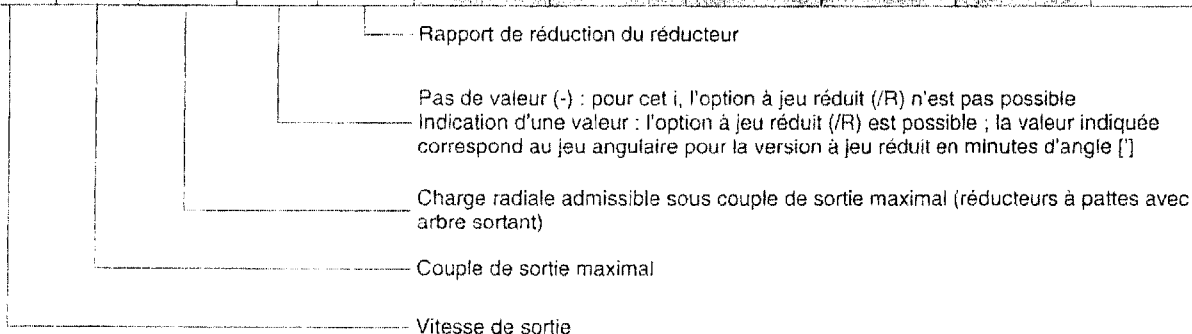 Rapport de réduction du réducteur
Pas de valeur (-) : pour cet i, l'option à jeu réduit (/R) n'est pas possible
Indication d'une valeur : l'option à jeu réduit (/R) est possible ; la valeur indiquée
correspond au jeu angulaire pour la version à jeu réduit en minutes d'angle [']
Charge radiale admissible sous couple de sortie maximal (réducteurs à pattes avec
arbre sortant)
Couple de sortie maximal
Vitesse de sortie